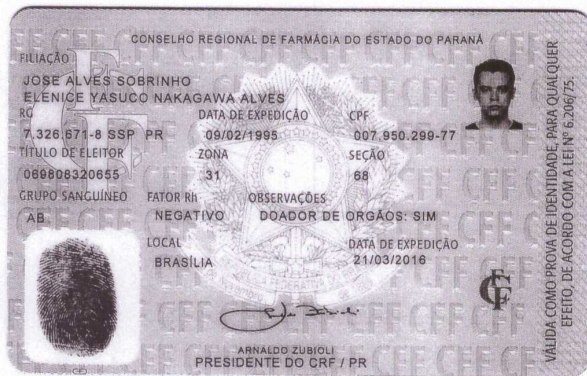 CONSELHO REGIONAL DE FARMÁCIA DO ESTADO DO PARANÁ
FILIAÇÃO
JOSE ALVES SOBRINHO
ELENICE YASUCO NAKAGAWA ALVES
RG DATA DE EXPEDIÇÃO CPF
7.326.671-8 SSP PR 09/02/1995 007.950.299-77
TÍTULO DE ELEITOR ZONA SEÇÃO
069808320655 31 68
GRUPO SANGUÍNEO FATOR Rh OBSERVAÇÕES
AB NEGATIVO DOADOR DE ORGÃOS: SIM
LOCAL DATA DE EXPEDIÇÃO
BRASÍLIA 21/03/2016
ARNALDO ZUBIOLI
PRESIDENTE DO CRF / PR
VÁLIDA COMO PROVA DE IDENTIDADE, PARA QUALQUER
EFEITO, DE ACORDO COM A LEI Nº 6.206/75.
CFF